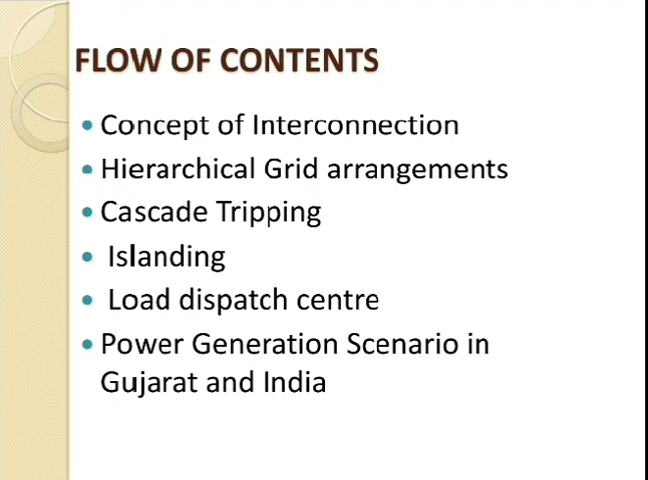 FLOW OF CONTENTS
• Concept of Interconnection
• Hierarchical Grid arrangements
• Cascade Tripping
• Islanding
• Load dispatch centre
• Power Generation Scenario in
Gujarat and India